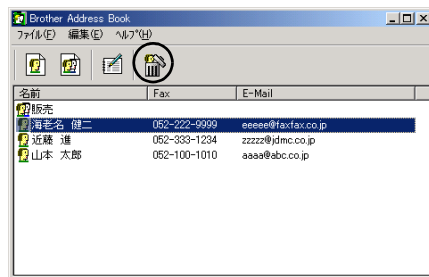 Brother Address Book
ファイル(F) 編集(E) ヘルプ(H)
名前 Fax E-Mail
販売
海老名 健二 052-222-9999 eeeee@faxfax.co.jp
近藤 進 052-333-1234 zzzzz@jdmc.co.jp
山本 太郎 052-100-1010 aaaa@abc.co.jp